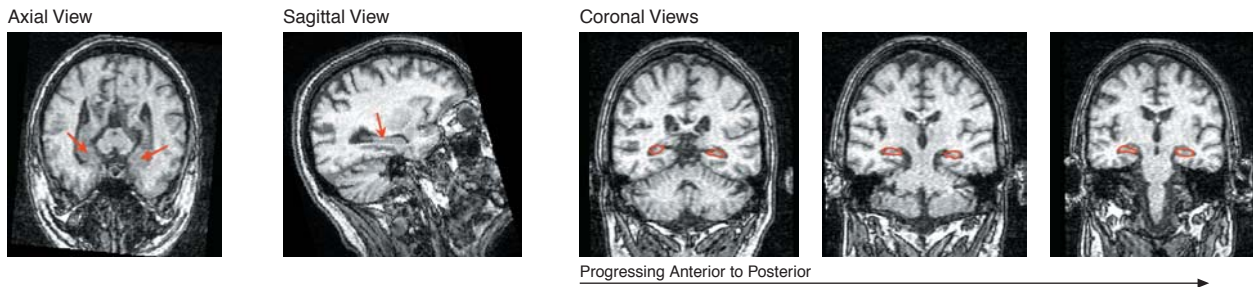 Axial View
Sagittal View
Coronal Views
Progressing Anterior to Posterior